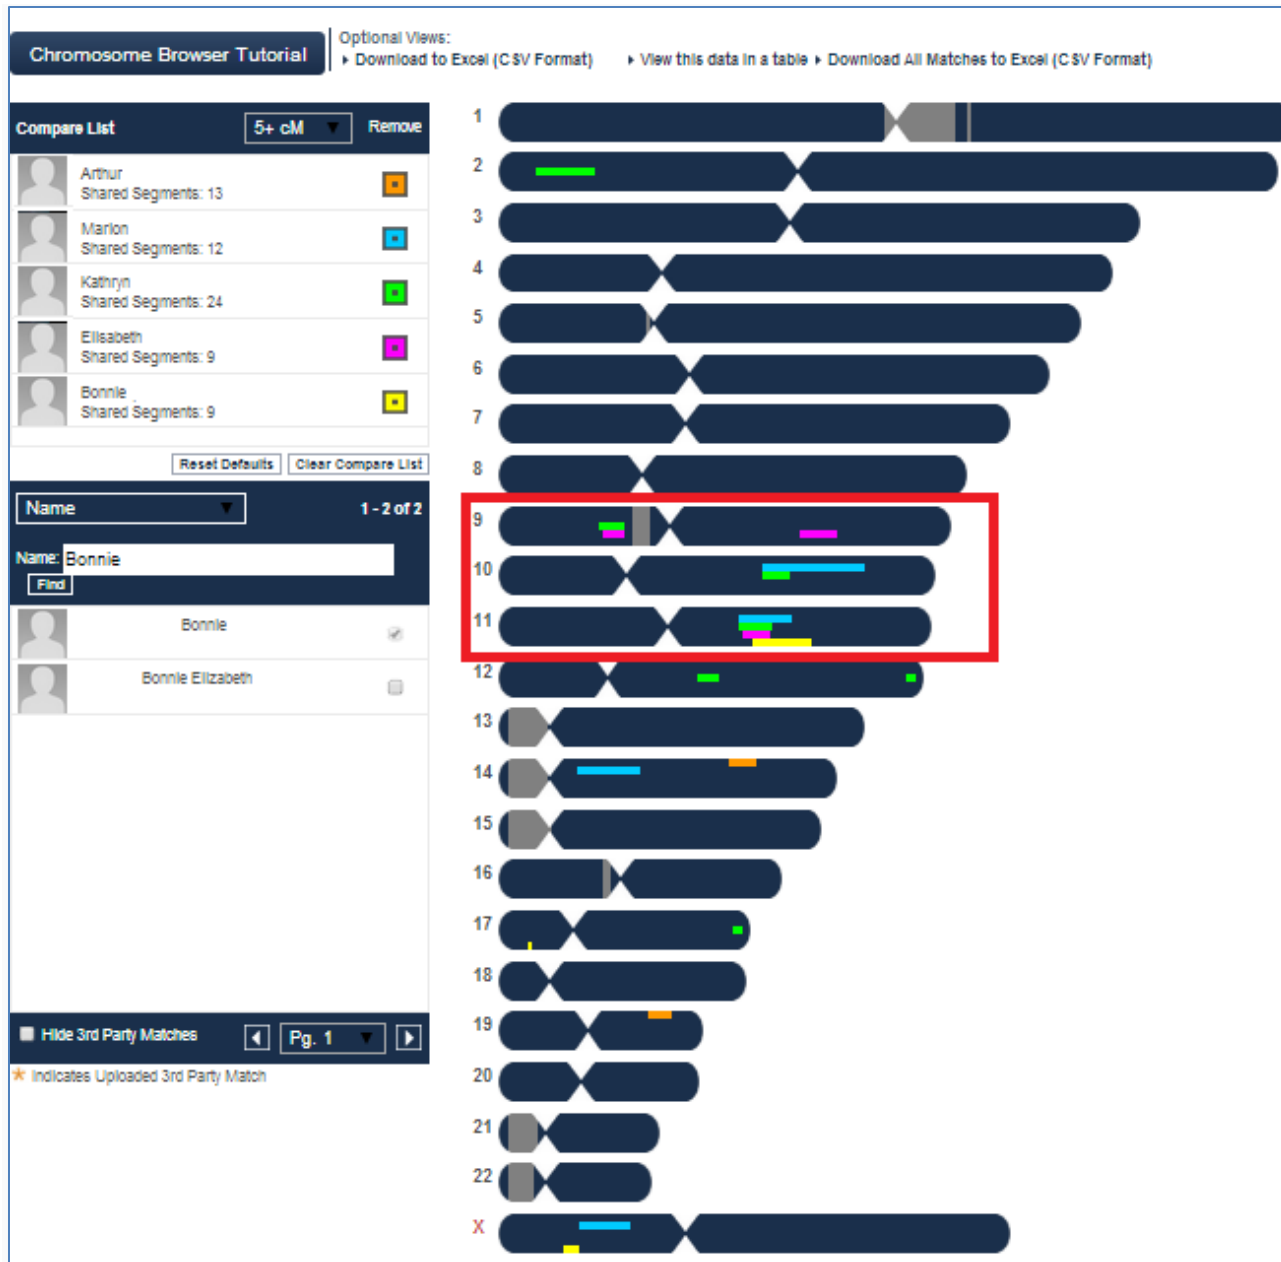 Chromosome Browser Tutorial
Optional Views:
Download to Excel (CSV Format) View this data in a table Download All Matches to Excel (CSV Format)
Compare List 5+ cM Remove
Arthur
Shared Segments: 13
Marion
Shared Segments: 12
Kathryn
Shared Segments: 24
Elisabeth
Shared Segments: 9
Bonnie
Shared Segments: 9
Reset Defaults Clear Compare List
Name 1 - 2 of 2
Name: Bonnie
Find
Bonnie
Bonnie Elizabeth
Hide 3rd Party Matches Pg. 1
* Indicates Uploaded 3rd Party Match
1
2
3
4
5
6
7
8
9
10
11
12
13
14
15
16
17
18
19
20
21
22
X